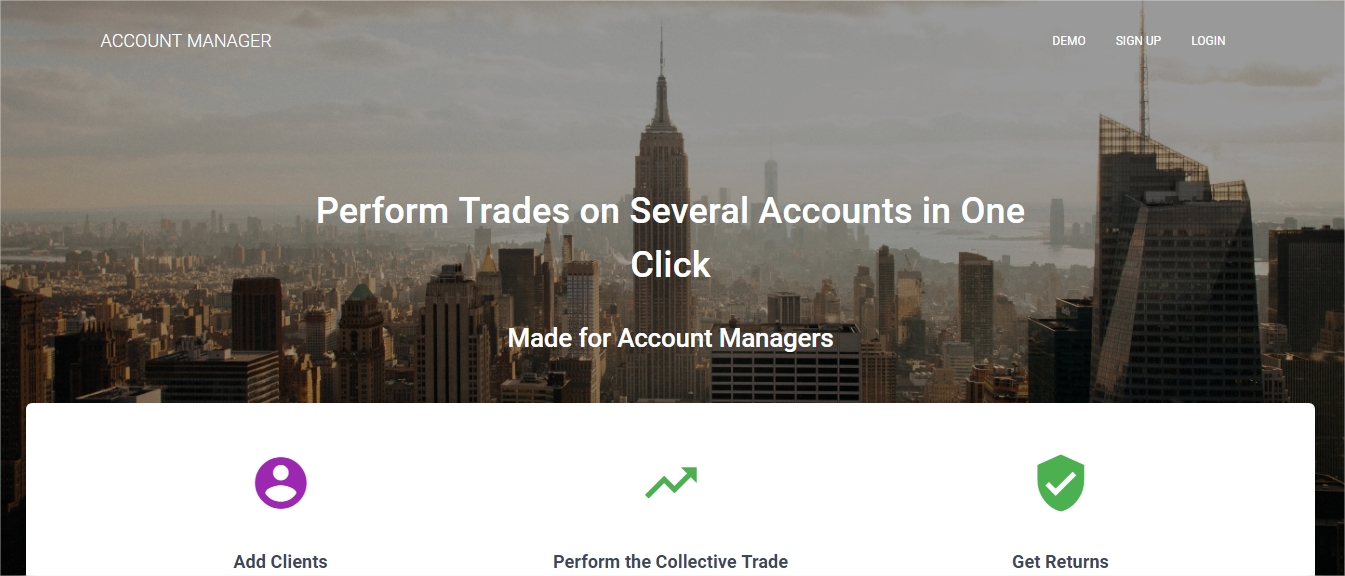 ACCOUNT MANAGER
DEMO SIGN UP LOGIN
Perform Trades on Several Accounts in One
Click
Made for Account Managers
Add Clients
Perform the Collective Trade
Get Returns